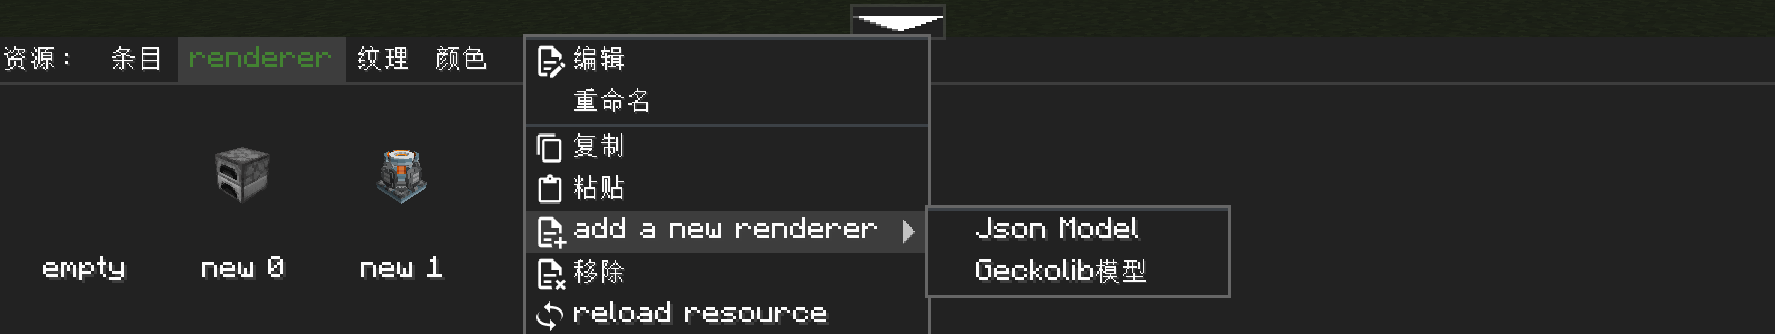 资源： 条目 renderer 纹理 颜色
编辑
重命名
复制
粘贴
add a new renderer
Json Model
Geckolib模型
移除
reload resource
empty new 0 new 1